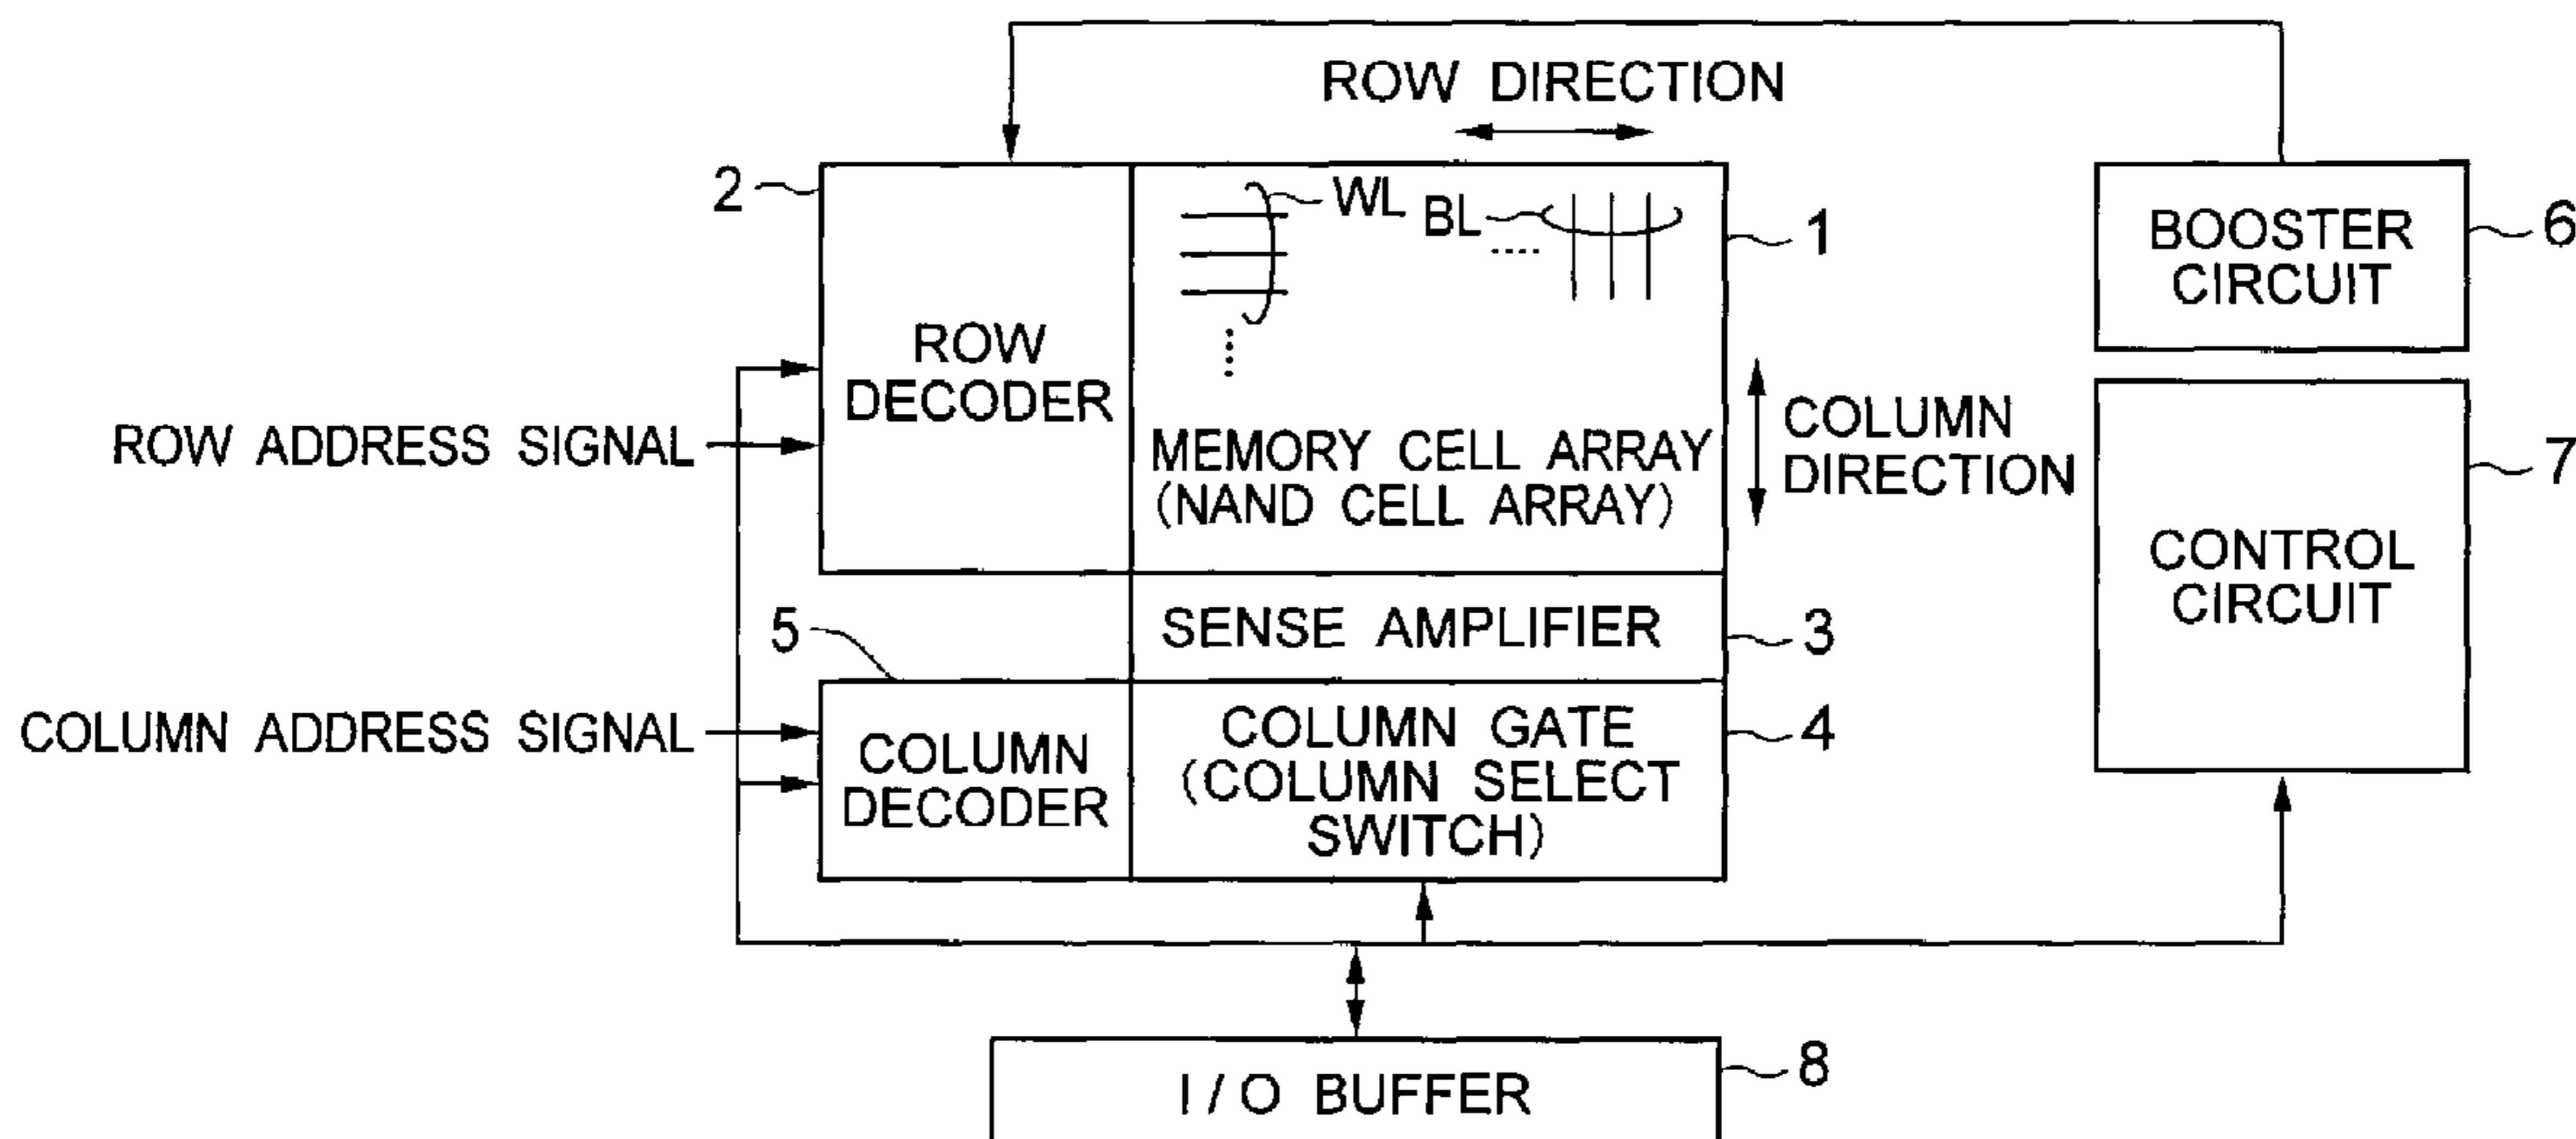 ROW DIRECTION
2
WL
BL
1
BOOSTER
CIRCUIT
6
ROW
DECODER
ROW ADDRESS SIGNAL
MEMORY CELL ARRAY
(NAND CELL ARRAY)
COLUMN
DIRECTION
CONTROL
CIRCUIT
7
5
SENSE AMPLIFIER
3
COLUMN ADDRESS SIGNAL
COLUMN
DECODER
COLUMN GATE
(COLUMN SELECT
SWITCH)
4
I/O BUFFER
8